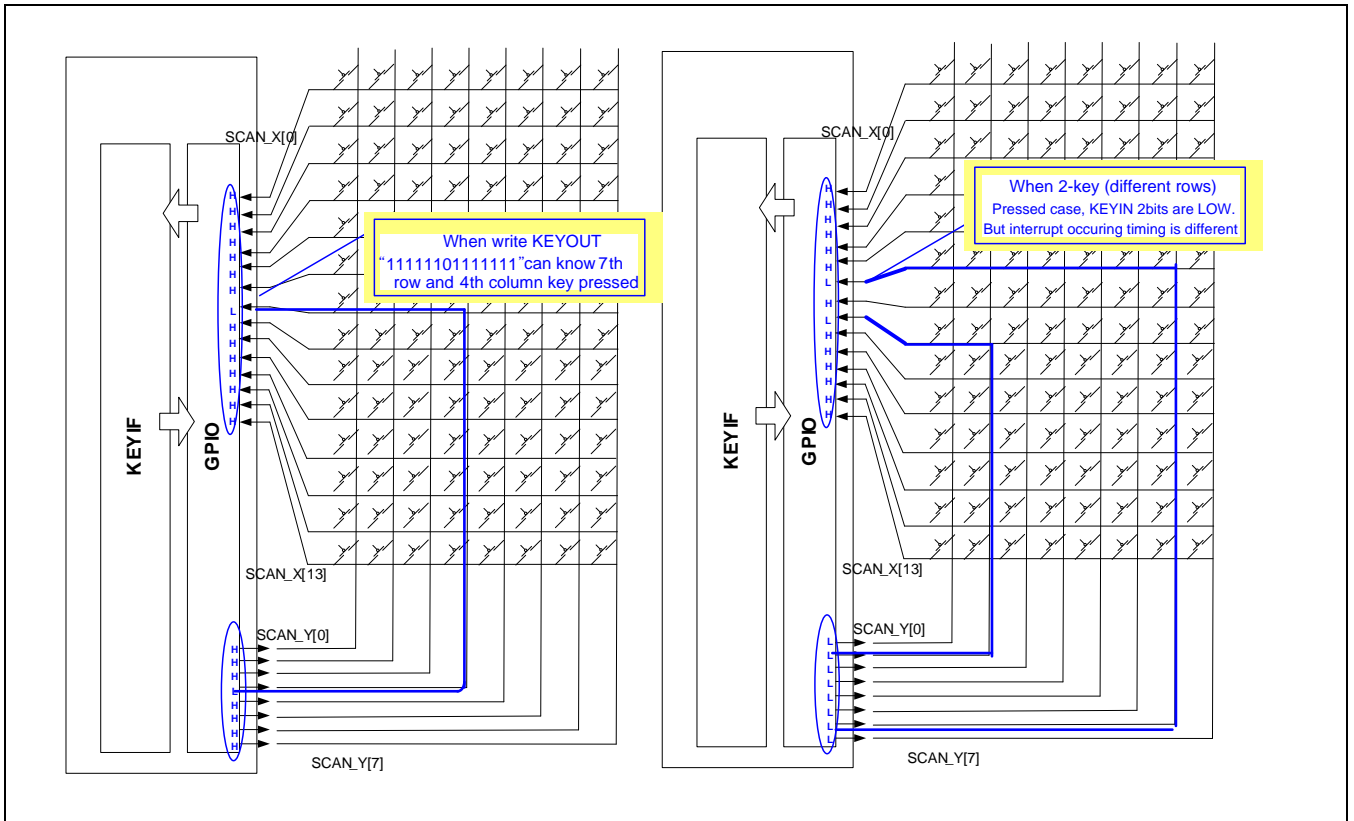 SCAN_X[0]
H
H
H
H
H
H
H
L
H
H
H
H
H
H
H
When write KEYOUT
“11111101111111”can know 7th
row and 4th column key pressed
KEYIF
GPIO
SCAN_X[13]
SCAN_Y[0]
H
H
H
L
H
H
H
H
SCAN_Y[7]
SCAN_X[0]
H
H
H
H
H
H
L
H
L
H
H
H
H
H
H
When 2-key (different rows)
Pressed case, KEYIN 2bits are LOW.
But interrupt occuring timing is different
KEYIF
GPIO
SCAN_X[13]
SCAN_Y[0]
L
L
L
L
L
L
L
L
SCAN_Y[7]